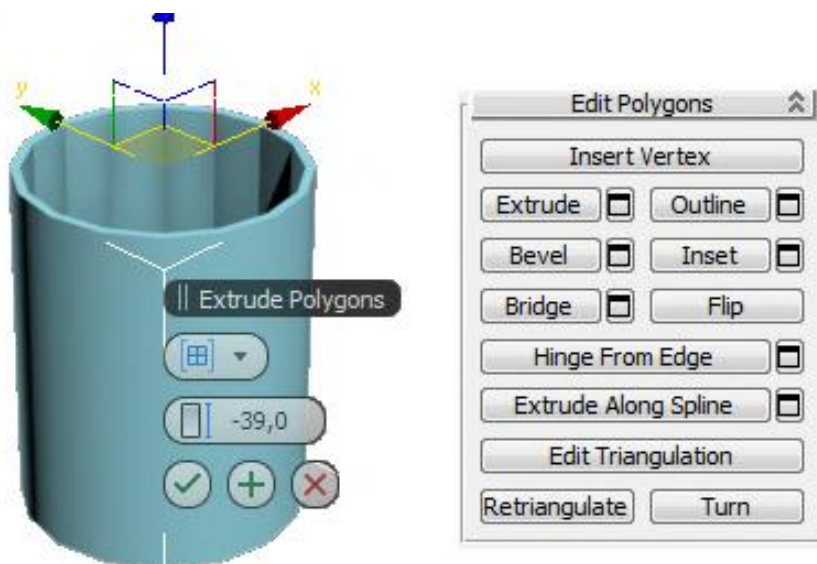 y
x
Extrude Polygons
-39,0
Edit Polygons
Insert Vertex
Extrude
Outline
Bevel
Inset
Bridge
Flip
Hinge From Edge
Extrude Along Spline
Edit Triangulation
Retriangulate
Turn